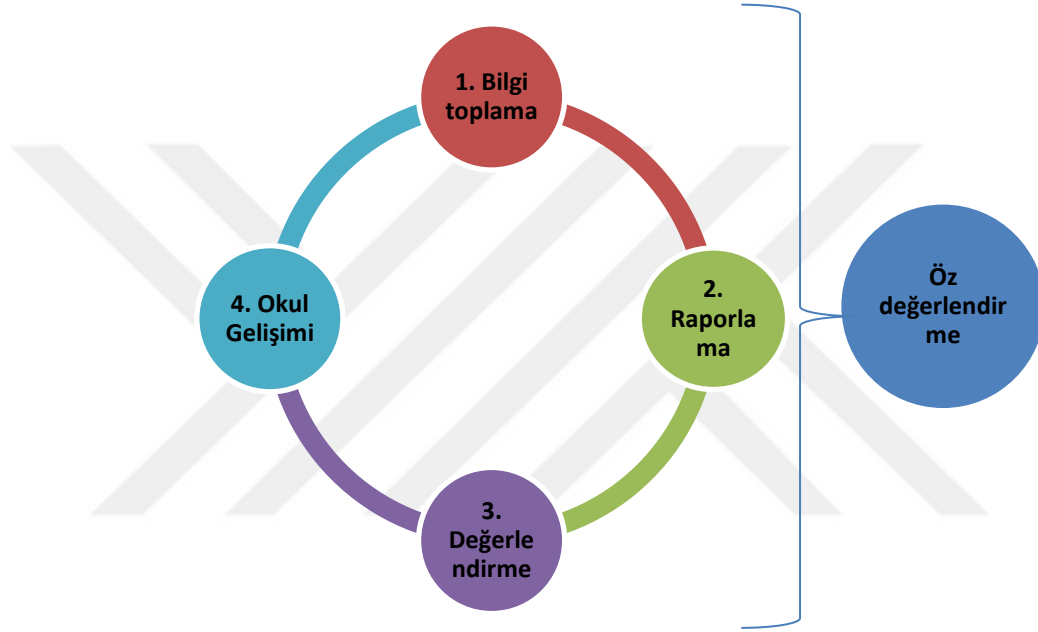 1. Bilgi
toplama
2.
Raporla
ma
3.
Değerle
ndirme
4. Okul
Gelişimi
Öz
değerlendir
me